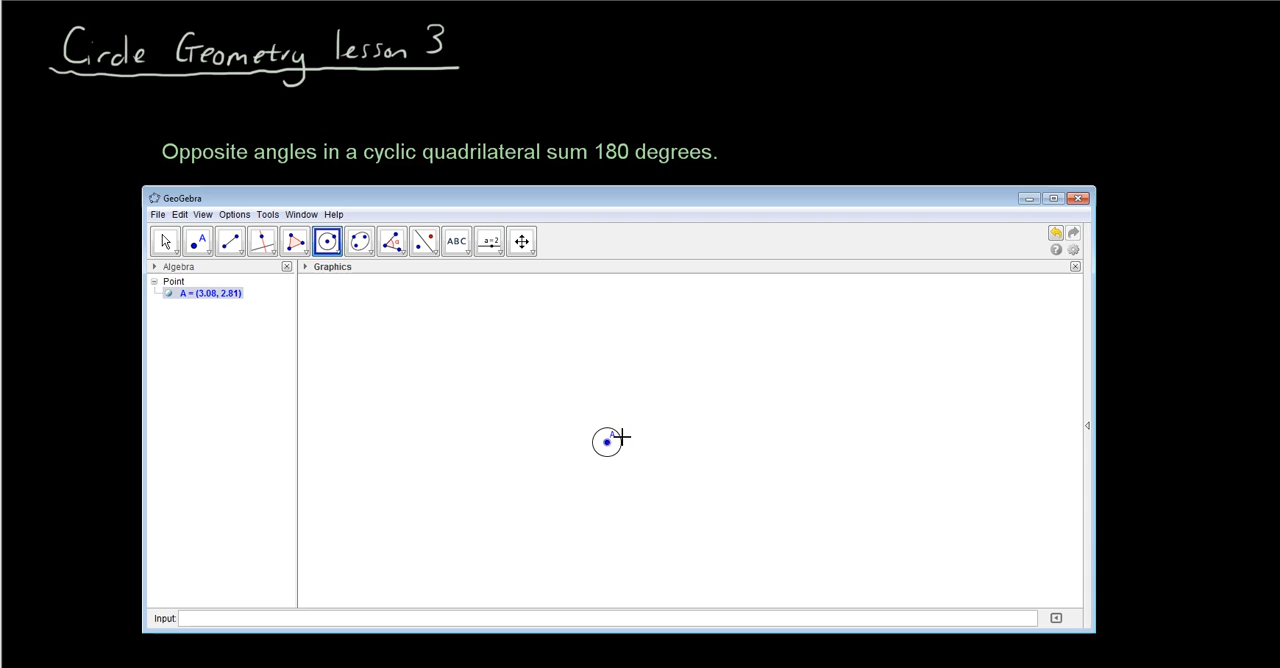 Circle Geometry lesson 3
Opposite angles in a cyclic quadrilateral sum 180 degrees.
GeoGebra
File Edit View Options Tools Window Help
A ABC a=2
Algebra
Graphics
Point
A = (3.08, 2.81)
A
Input: